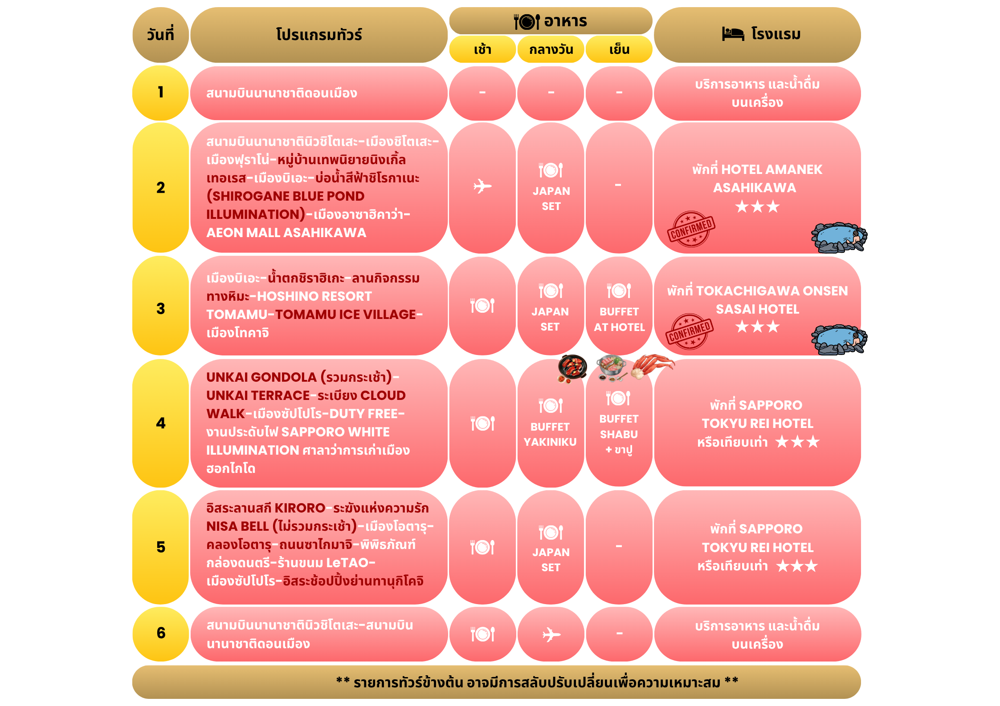 วันที่
โปรแกรมทัวร์
อาหาร
เช้า
กลางวัน
เย็น
โรงแรม
1
สนามบินนานาชาติดอนเมือง
-
-
-
บริการอาหาร และน้ำดื่ม
บนเครื่อง
2
สนามบินนานาชาตินิวชิโตเสะ-เมืองชิโตเสะ-
เมืองฟุราโน่-หมู่บ้านเทพนิยายนิงเกิ้ล
เทอเรส-เมืองบิเอะ-บ่อน้ำสีฟ้าชิโรกาเนะ
(SHIROGANE BLUE POND
ILLUMINATION)-เมืองอาซาฮิคาว่า-
AEON MALL ASAHIKAWA
JAPAN
SET
-
พักที่ HOTEL AMANEK
ASAHIKAWA
★★★
CONFIRMED
3
เมืองบิเอะ-น้ำตกชิราฮิเกะ-ลานกิจกรรม
ทางหิมะ-HOSHINO RESORT
TOMAMU-TOMAMU ICE VILLAGE-
เมืองโทคาจิ
JAPAN
SET
BUFFET
AT HOTEL
พักที่ TOKACHIGAWA ONSEN
SASAI HOTEL
★★★
CONFIRMED
4
UNKAI GONDOLA (รวมกระเช้า)-
UNKAI TERRACE-ระเบียง CLOUD
WALK-เมืองซัปโปโร-DUTY FREE-
งานประดับไฟ SAPPORO WHITE
ILLUMINATION ศาลาว่าการเก่าเมือง
ฮอกไกโด
BUFFET
YAKINIKU
BUFFET
SHABU
+ ขาปู
พักที่ SAPPORO
TOKYU REI HOTEL
หรือเทียบเท่า ★★★
5
อิสระลานสกี KIRORO-ระฆังแห่งความรัก
NISA BELL (ไม่รวมกระเช้า)-เมืองโอตารุ-
คลองโอตารุ-ถนนซาไกมาจิ-พิพิธภัณฑ์
กล่องดนตรี-ร้านขนม LeTAO-
เมืองซัปโปโร-อิสระช้อปปิ้งย่านทานุกิโคจิ
JAPAN
SET
-
พักที่ SAPPORO
TOKYU REI HOTEL
หรือเทียบเท่า ★★★
6
สนามบินนานาชาตินิวชิโตเสะ-สนามบิน
นานาชาติดอนเมือง
-
บริการอาหาร และน้ำดื่ม
บนเครื่อง
** รายการทัวร์ข้างต้น อาจมีการสลับปรับเปลี่ยนเพื่อความเหมาะสม **